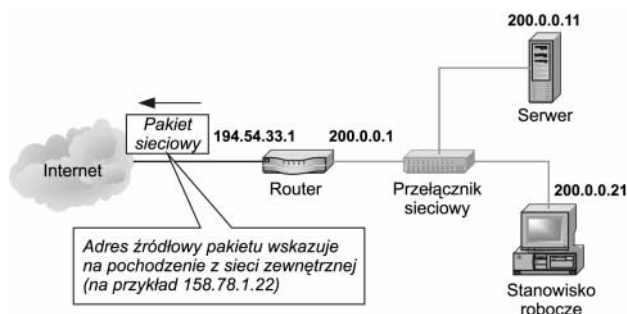 200.0.0.11
Serwer
Pakiet
sieciowy
194.54.33.1
200.0.0.1
Internet
Router
Przełącznik
sieciowy
200.0.0.21
Adres źródłowy pakietu wskazuje
na pochodzenie z sieci zewnętrznej
(na przykład 158.78.1.22)
Stanowisko
robocze